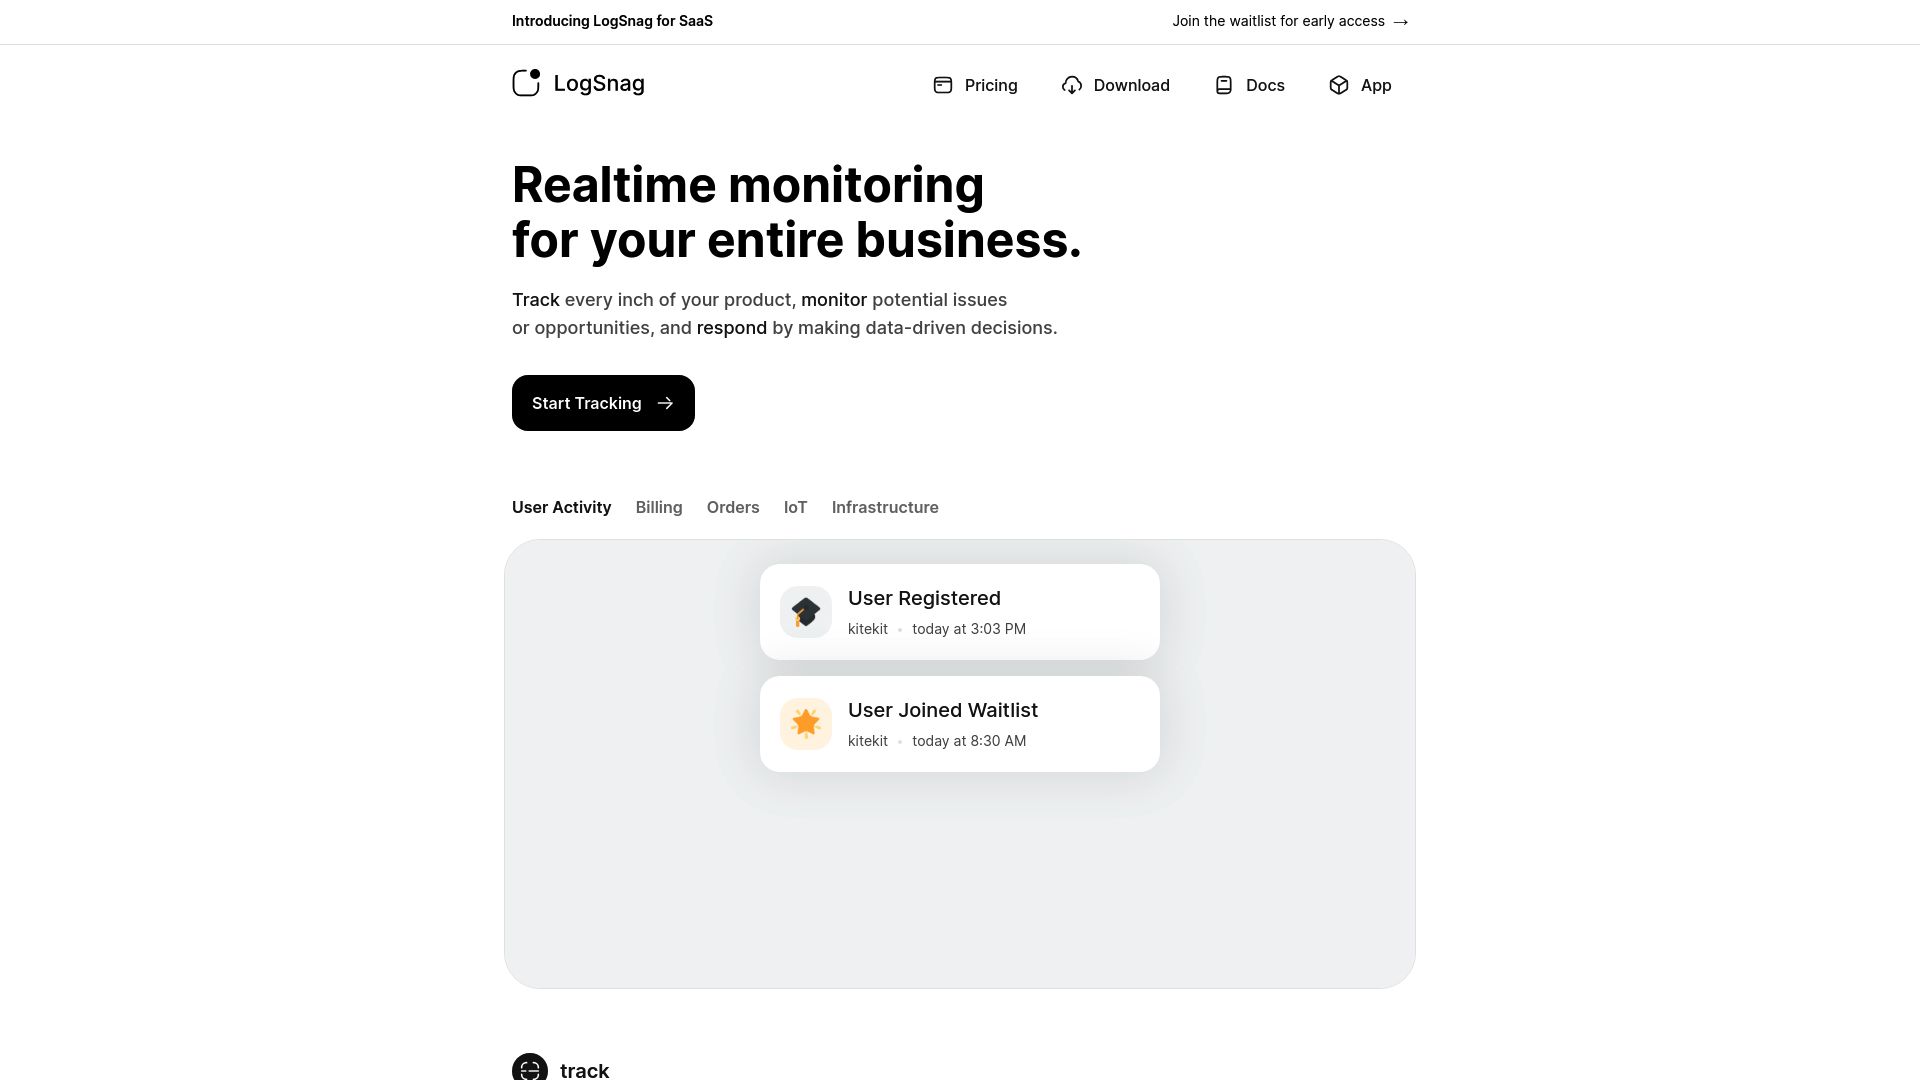 Introducing LogSnag for SaaS
Join the waitlist for early access →
LogSnag
Pricing
Download
Docs
App
Realtime monitoring
for your entire business.
Track every inch of your product, monitor potential issues
or opportunities, and respond by making data-driven decisions.
Start Tracking →
User Activity
Billing
Orders
IoT
Infrastructure
User Registered
kitekit • today at 3:03 PM
User Joined Waitlist
kitekit • today at 8:30 AM
track